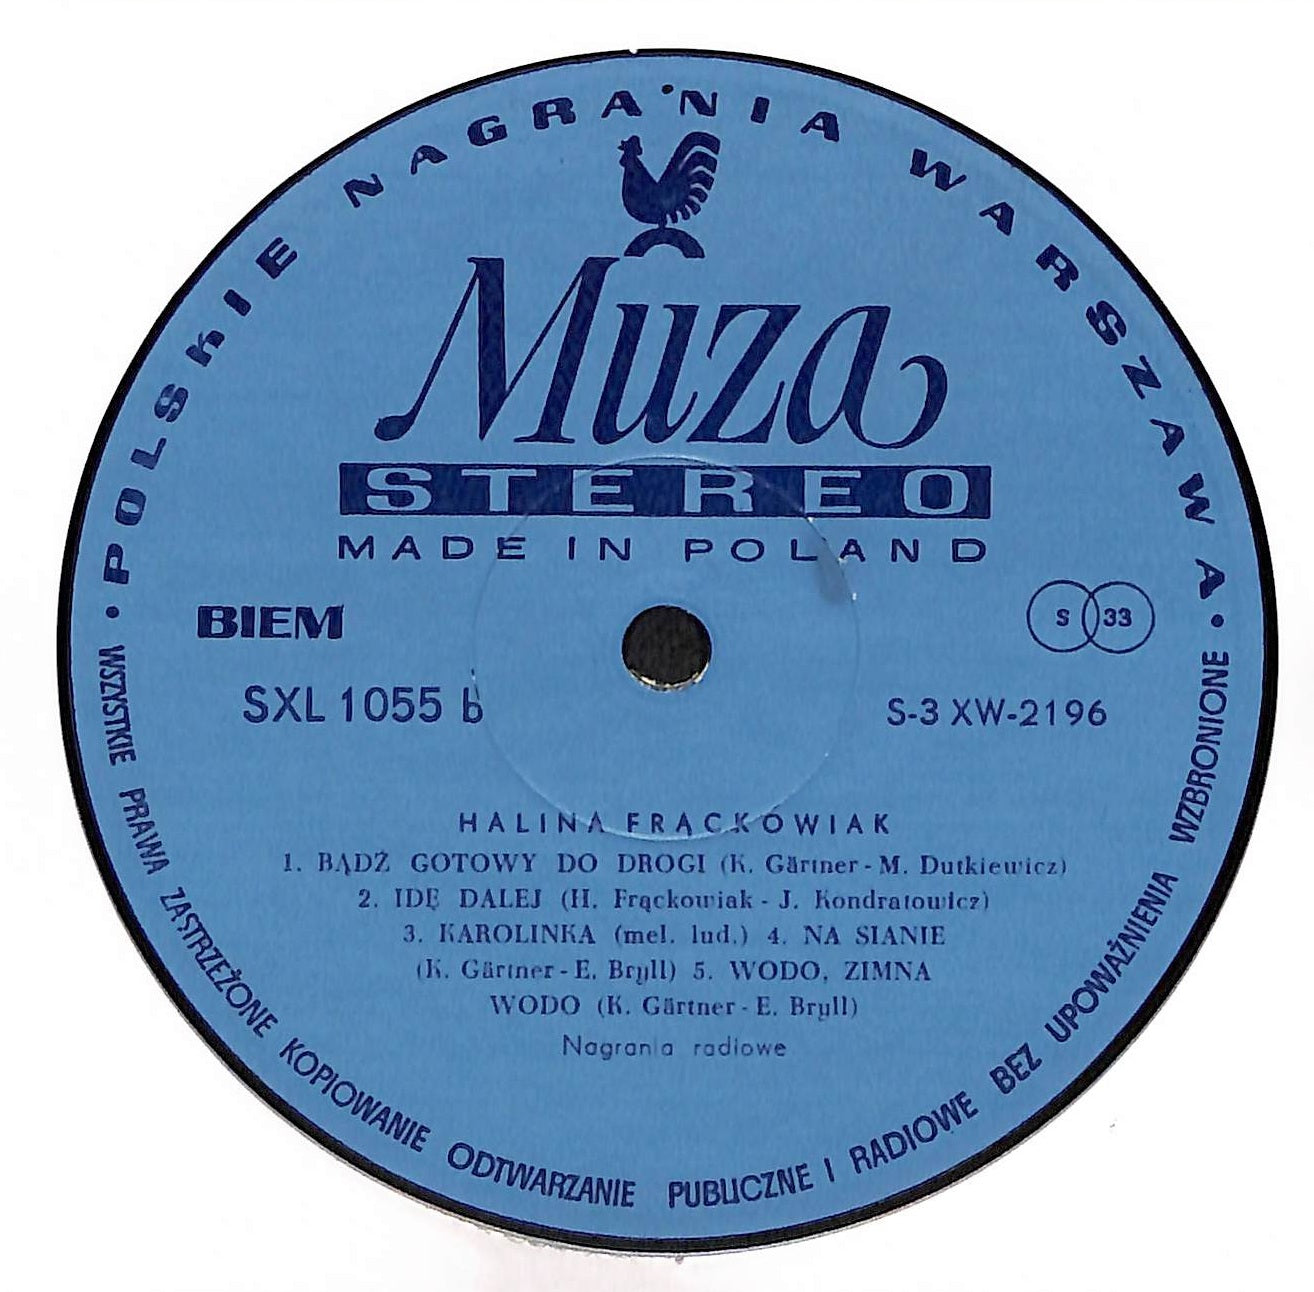 • POLSKIE NAGRANIA WARSZAWA •
Muza
STEREO
MADE IN POLAND
BIEM
S 33
SXL 1055 b
S-3 XW-2196
HALINA FRĄCKOWIAK
1. BĄDŹ GOTOWY DO DROGI (K. Gärtner - M. Dutkiewicz)
2. IDĘ DALEJ (H. Frąckowiak - J. Kondratowicz)
3. KAROLINKA (mel. lud.) 4. NA SIANIE
(K. Gärtner - E. Bryll) 5. WODO, ZIMNA
WODO (K. Gärtner - E. Bryll)
Nagrania radiowe
WSZYSTKIE PRAWA ZASTRZEŻONE KOPIOWANIE ODTWARZANIE PUBLICZNE I RADIOWE BEZ UPOWAŻNIENIA WZBRONIONE